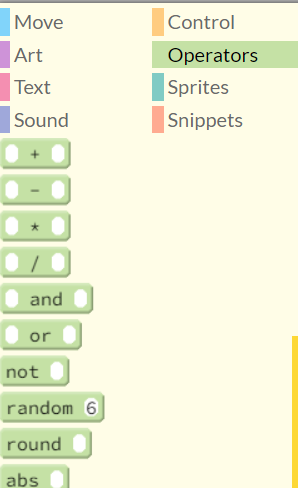 Move
Control
Art
Operators
Text
Sprites
Sound
Snippets
+
-
*
/
and
or
not
random 6
round
abs